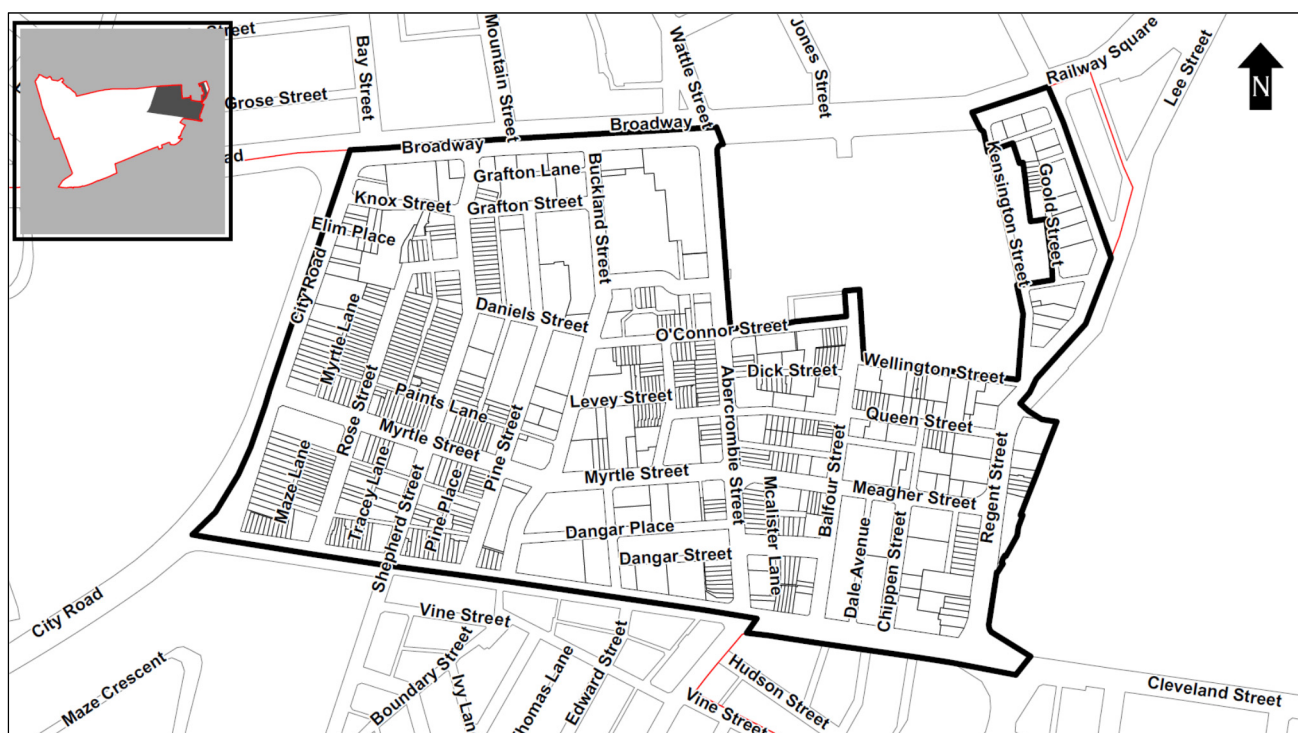 Street
Bay Street
Mountain Street
Wattle Street
Jones Street
Railway Square
Lee Street
N
Grose Street
Broadway
Broadway
Grafton Lane
Knox Street
Grafton Street
Buckland Street
Elim Place
City Road
Kensington Street
Goold Street
Myrtle Lane
Daniels Street
O'Connor Street
Dick Street
Wellington Street
Rose Street
Paints Lane
Levey Street
Abercrombie Street
Queen Street
Myrtle Street
Pine Street
Myrtle Street
Balfour Street
Meagher Street
Regent Street
Maze Lane
Tracey Lane
Shepherd Street
Pine Place
Mcalister Lane
Dangar Place
Dangar Street
Dale Avenue
Chippen Street
City Road
Vine Street
Maze Crescent
Boundary Street
Ivy Lan
homas Lane
Edward Street
Hudson Street
Vine Street
Cleveland Street